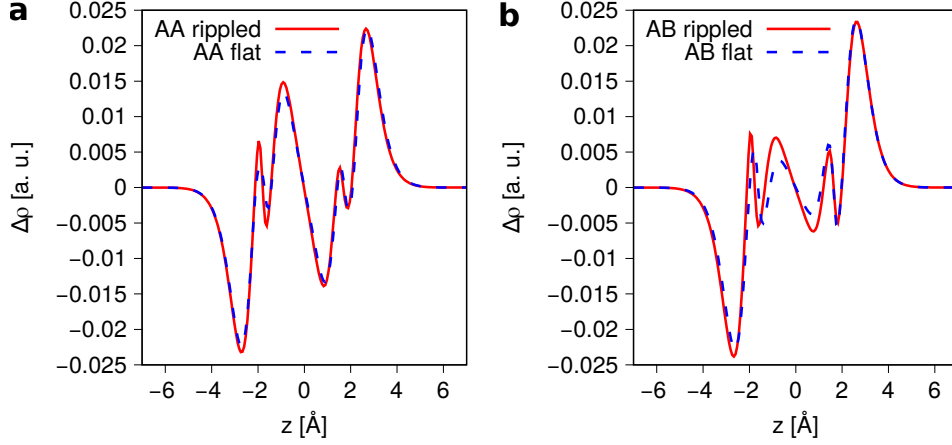 a
AA rippled
AA flat
0.025
0.02
0.015
0.01
0.005
0
−0.005
−0.01
−0.015
−0.02
−0.025
Δρ [a. u.]
−6 −4 −2 0 2 4 6
z [Å]
b
AB rippled
AB flat
0.025
0.02
0.015
0.01
0.005
0
−0.005
−0.01
−0.015
−0.02
−0.025
Δρ [a. u.]
−6 −4 −2 0 2 4 6
z [Å]